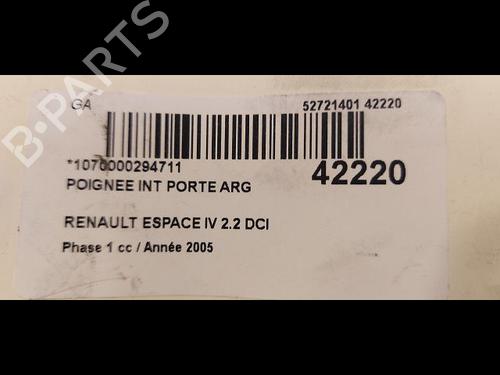 GA
52721401 42220
*1070000294711
42220
POIGNEE INT PORTE ARG
RENAULT ESPACE IV 2.2 DCI
Phase 1 cc / Année 2005
B-PARTS